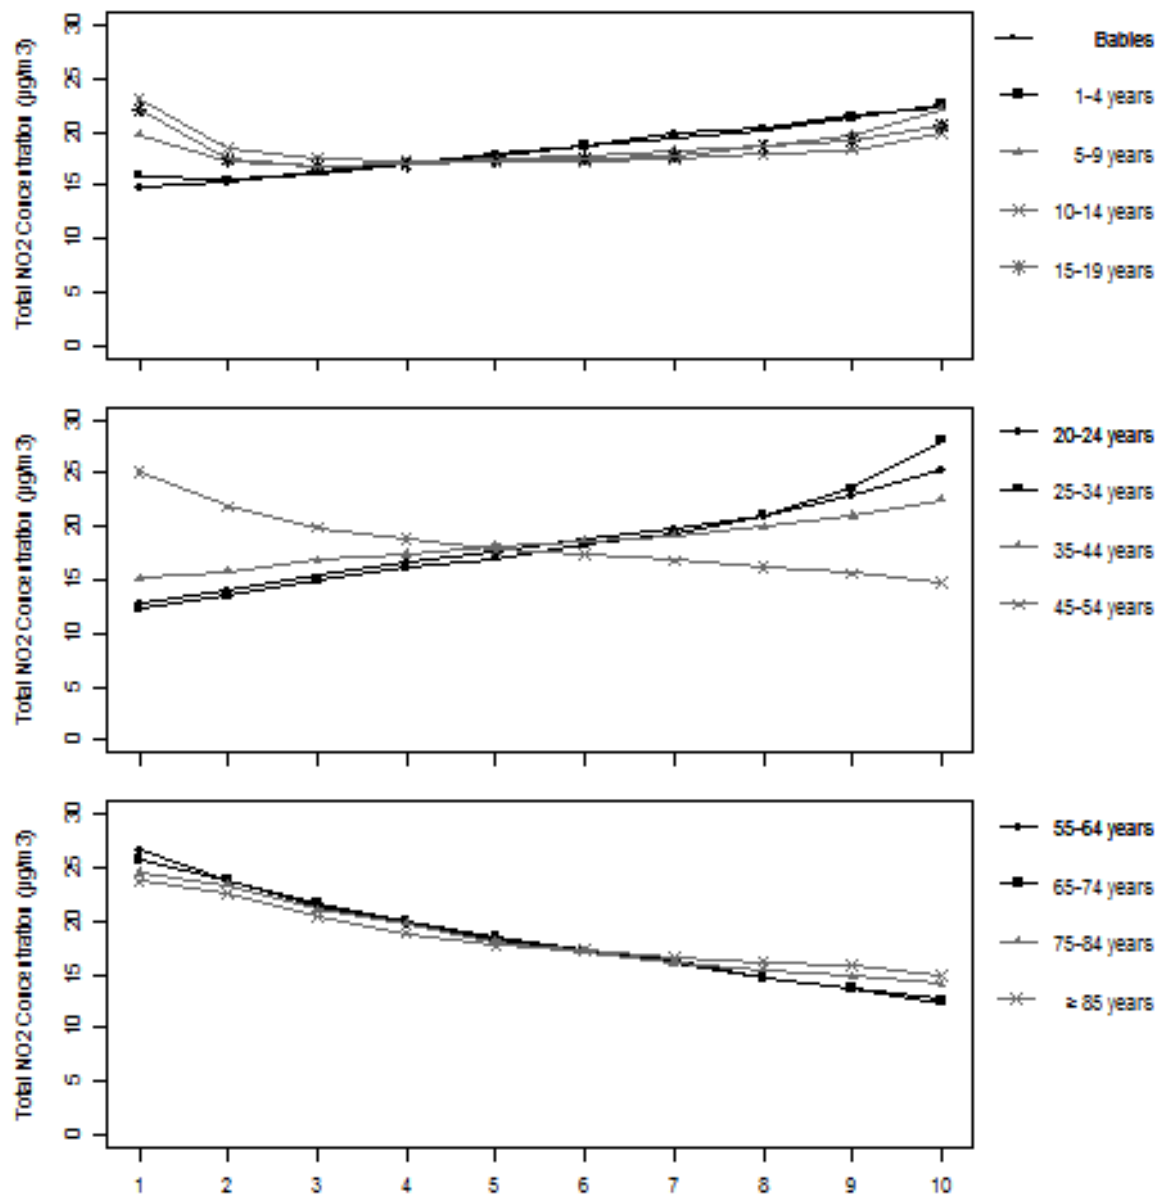 Total NO2 Concentration (µg/m3)
30
25
20
15
10
5
0
Babies
1-4 years
5-9 years
10-14 years
15-19 years
Total NO2 Concentration (µg/m3)
30
25
20
15
10
5
0
20-24 years
25-34 years
35-44 years
45-54 years
Total NO2 Concentration (µg/m3)
30
25
20
15
10
5
0
55-64 years
65-74 years
75-84 years
≥ 85 years
1 2 3 4 5 6 7 8 9 10